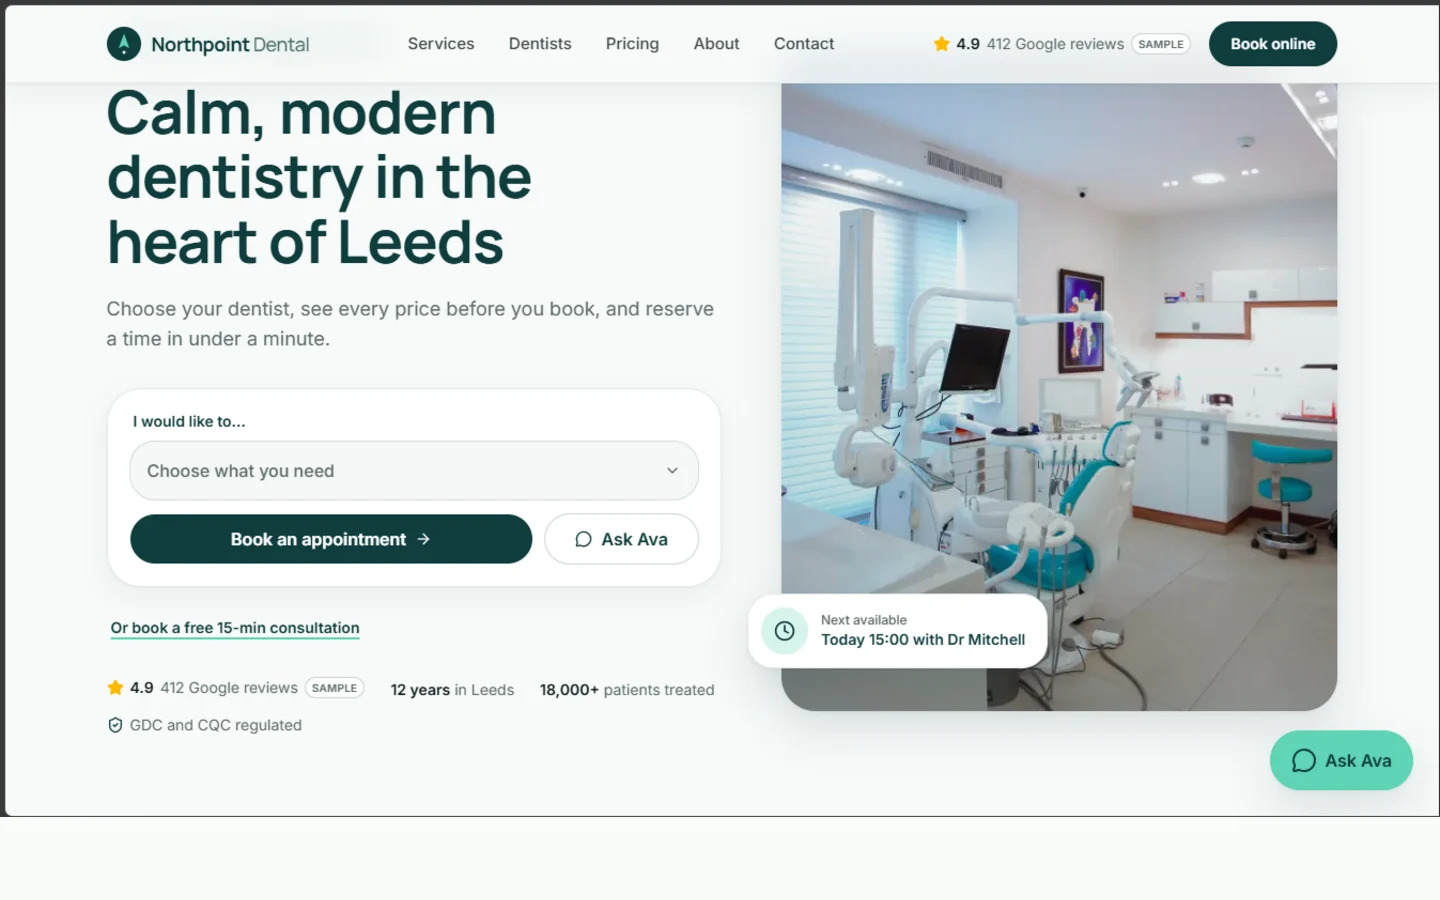 Northpoint Dental
Services
Dentists
Pricing
About
Contact
4.9 412 Google reviews SAMPLE
Book online
Calm, modern
dentistry in the
heart of Leeds
Choose your dentist, see every price before you book, and reserve
a time in under a minute.
I would like to...
Choose what you need
Book an appointment →
Ask Ava
Or book a free 15-min consultation
4.9 412 Google reviews SAMPLE
12 years in Leeds
18,000+ patients treated
GDC and CQC regulated
Next available
Today 15:00 with Dr Mitchell
Ask Ava